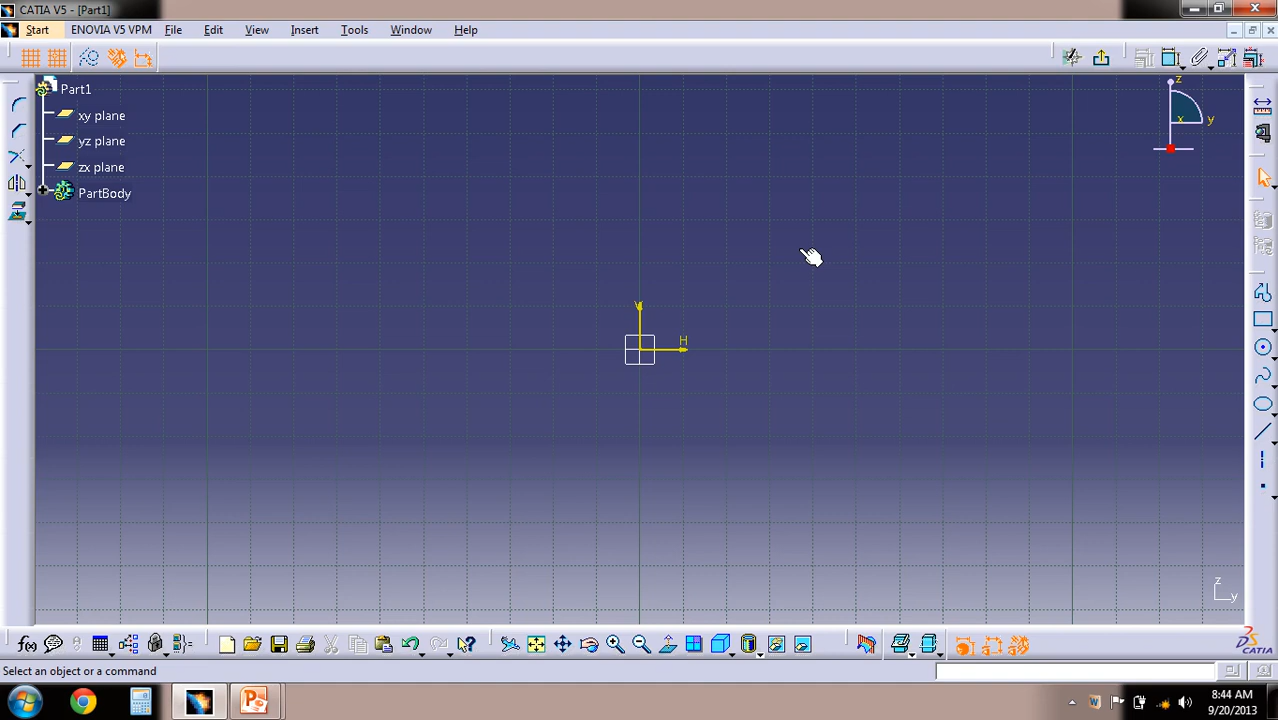 CATIA V5 - [Part1]
Start ENOVIA V5 VPM File Edit View Insert Tools Window Help
Part1
xy plane
yz plane
zx plane
PartBody
z
x
y
V
H
z
y
f(x)
CATIA
Select an object or a command
8:44 AM
9/20/2013